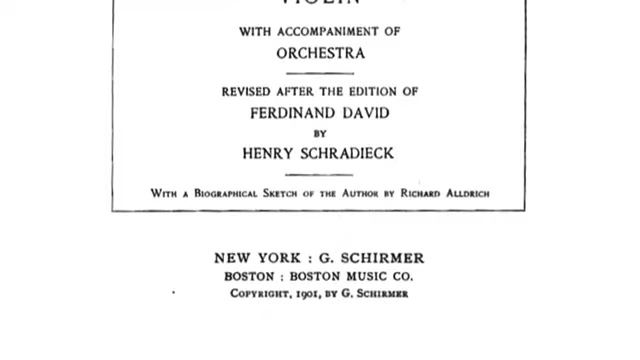 VIOLIN
WITH ACCOMPANIMENT OF
ORCHESTRA
REVISED AFTER THE EDITION OF
FERDINAND DAVID
BY
HENRY SCHRADIECK
WITH A BIOGRAPHICAL SKETCH OF THE AUTHOR BY RICHARD ALLDRICH
NEW YORK : G. SCHIRMER
BOSTON : BOSTON MUSIC CO.
COPYRIGHT, 1901, BY G. SCHIRMER